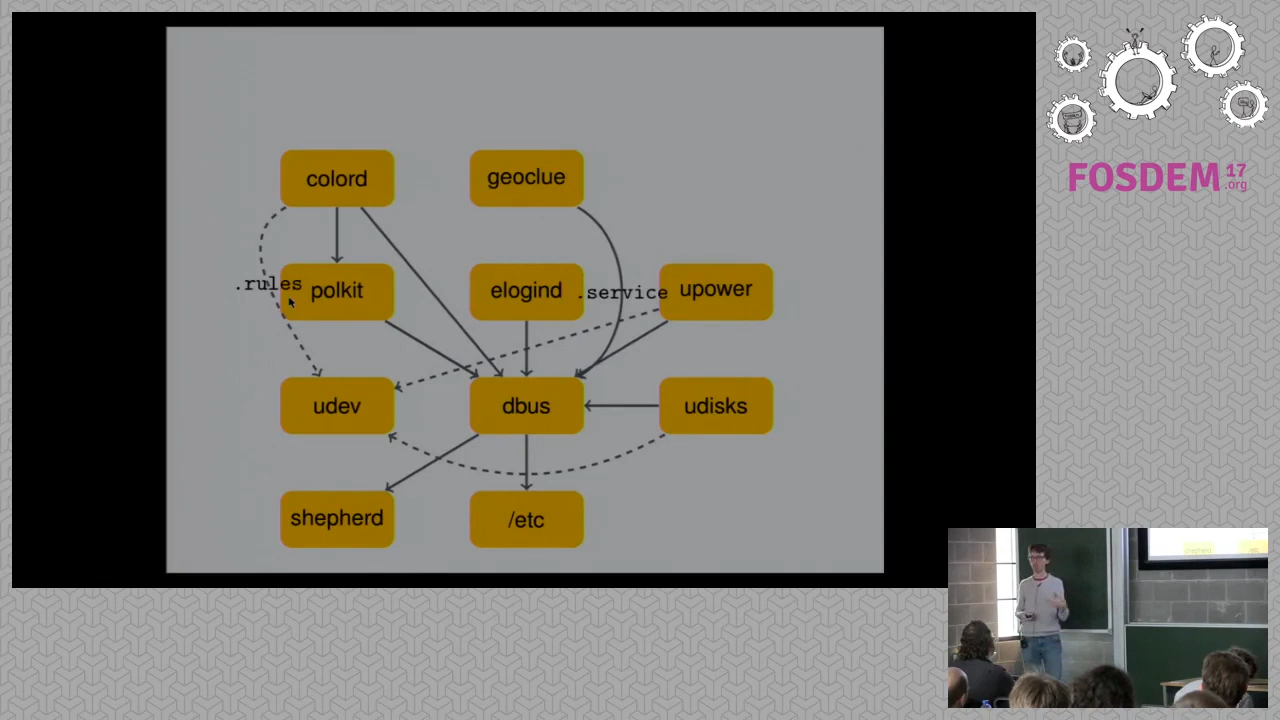 colord
geoclue
.rules
polkit
elogind
.service
upower
udev
dbus
udisks
shepherd
/etc
FOSDEM 17
.org